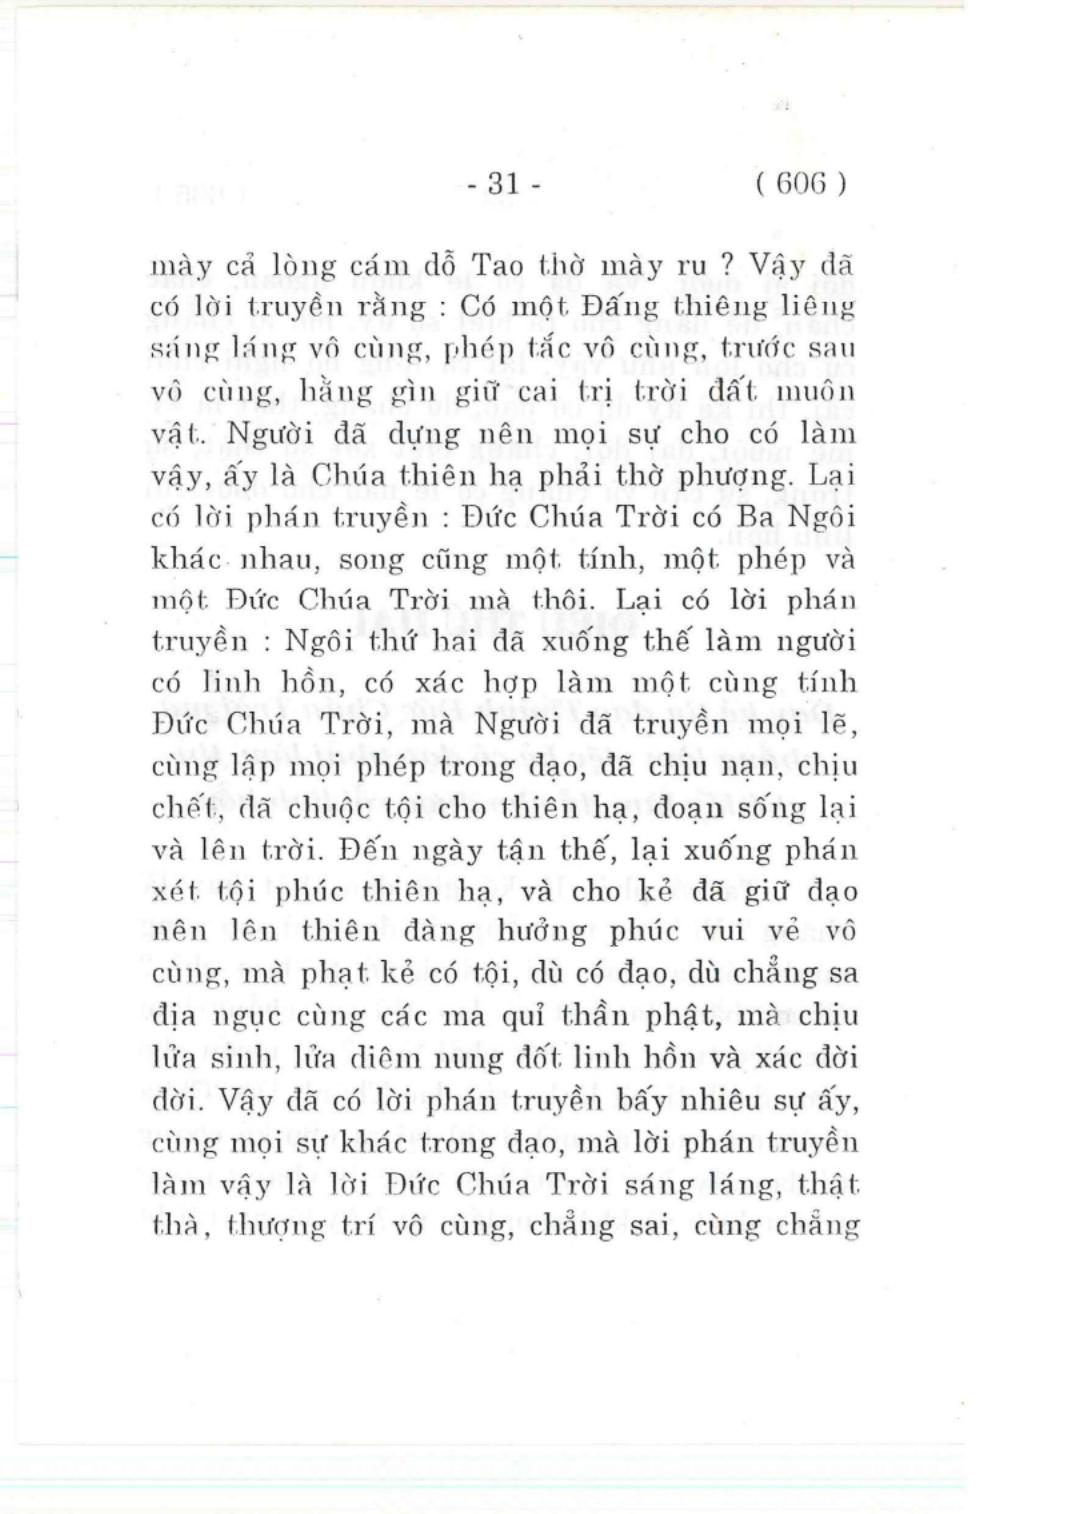 - 31 - ( 606 )
mày cả lòng cám dỗ Tao thờ mày ru ? Vậy đã
có lời truyền rằng : Có một Đấng thiêng liêng
sáng láng vô cùng, phép tắc vô cùng, trước sau
vô cùng, hằng gìn giữ cai trị trời đất muôn
vật. Người đã dựng nên mọi sự cho có làm
vậy, ấy là Chúa thiên hạ phải thờ phượng. Lại
có lời phán truyền : Đức Chúa Trời có Ba Ngôi
khác nhau, song cũng một tính, một phép và
một Đức Chúa Trời mà thôi. Lại có lời phán
truyền : Ngôi thứ hai đã xuống thế làm người
có linh hồn, có xác hợp làm một cùng tính
Đức Chúa Trời, mà Người đã truyền mọi lẽ,
cùng lập mọi phép trong đạo, đã chịu nạn, chịu
chết, đã chuộc tội cho thiên hạ, đoạn sống lại
và lên trời. Đến ngày tận thế, lại xuống phán
xét tội phúc thiên hạ, và cho kẻ đã giữ đạo
nên lên thiên đàng hưởng phúc vui vẻ vô
cùng, mà phạt kẻ có tội, dù có đạo, dù chẳng sa
địa ngục cùng các ma quỉ thần phật, mà chịu
lửa sinh, lửa diêm nung đốt linh hồn và xác đời
đời. Vậy đã có lời phán truyền bấy nhiêu sự ấy,
cùng mọi sự khác trong đạo, mà lời phán truyền
làm vậy là lời Đức Chúa Trời sáng láng, thật
thà, thượng trí vô cùng, chẳng sai, cùng chẳng